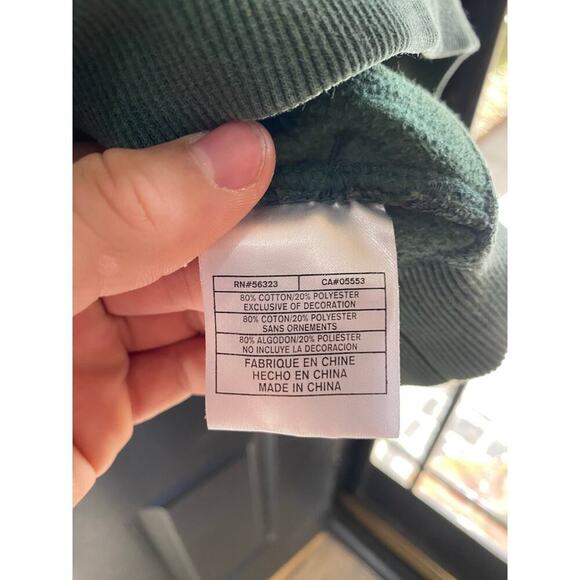 RN#56323 CA#05553
80% COTTON/20% POLYESTER
EXCLUSIVE OF DECORATION
80% COTON/20% POLYESTER
SANS ORNEMENTS
80% ALGODON/20% POLIESTER
NO INCLUYE LA DECORACION
FABRIQUE EN CHINE
HECHO EN CHINA
MADE IN CHINA